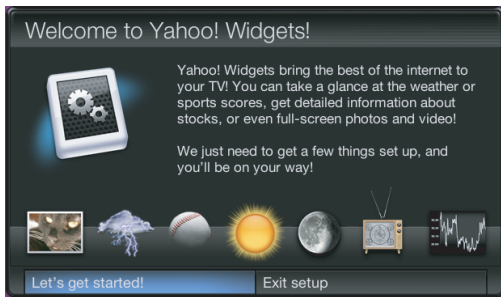 Welcome to Yahoo! Widgets!
Yahoo! Widgets bring the best of the internet to
your TV! You can take a glance at the weather or
sports scores, get detailed information about
stocks, or even full-screen photos and video!
We just need to get a few things set up, and
you'll be on your way!
Let's get started!
Exit setup